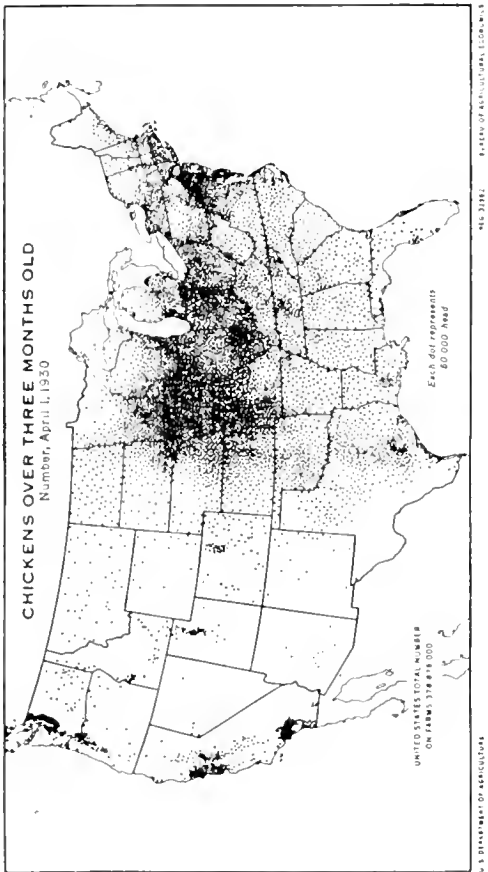 CHICKENS OVER THREE MONTHS OLD
Number, April 1, 1930
Each dot represents
60 000 head
UNITED STATES TOTAL NUMBER
ON FARMS 378 878 000
U S DEPARTMENT OF AGRICULTURE
BUREAU OF AGRICULTURAL ECONOMICS